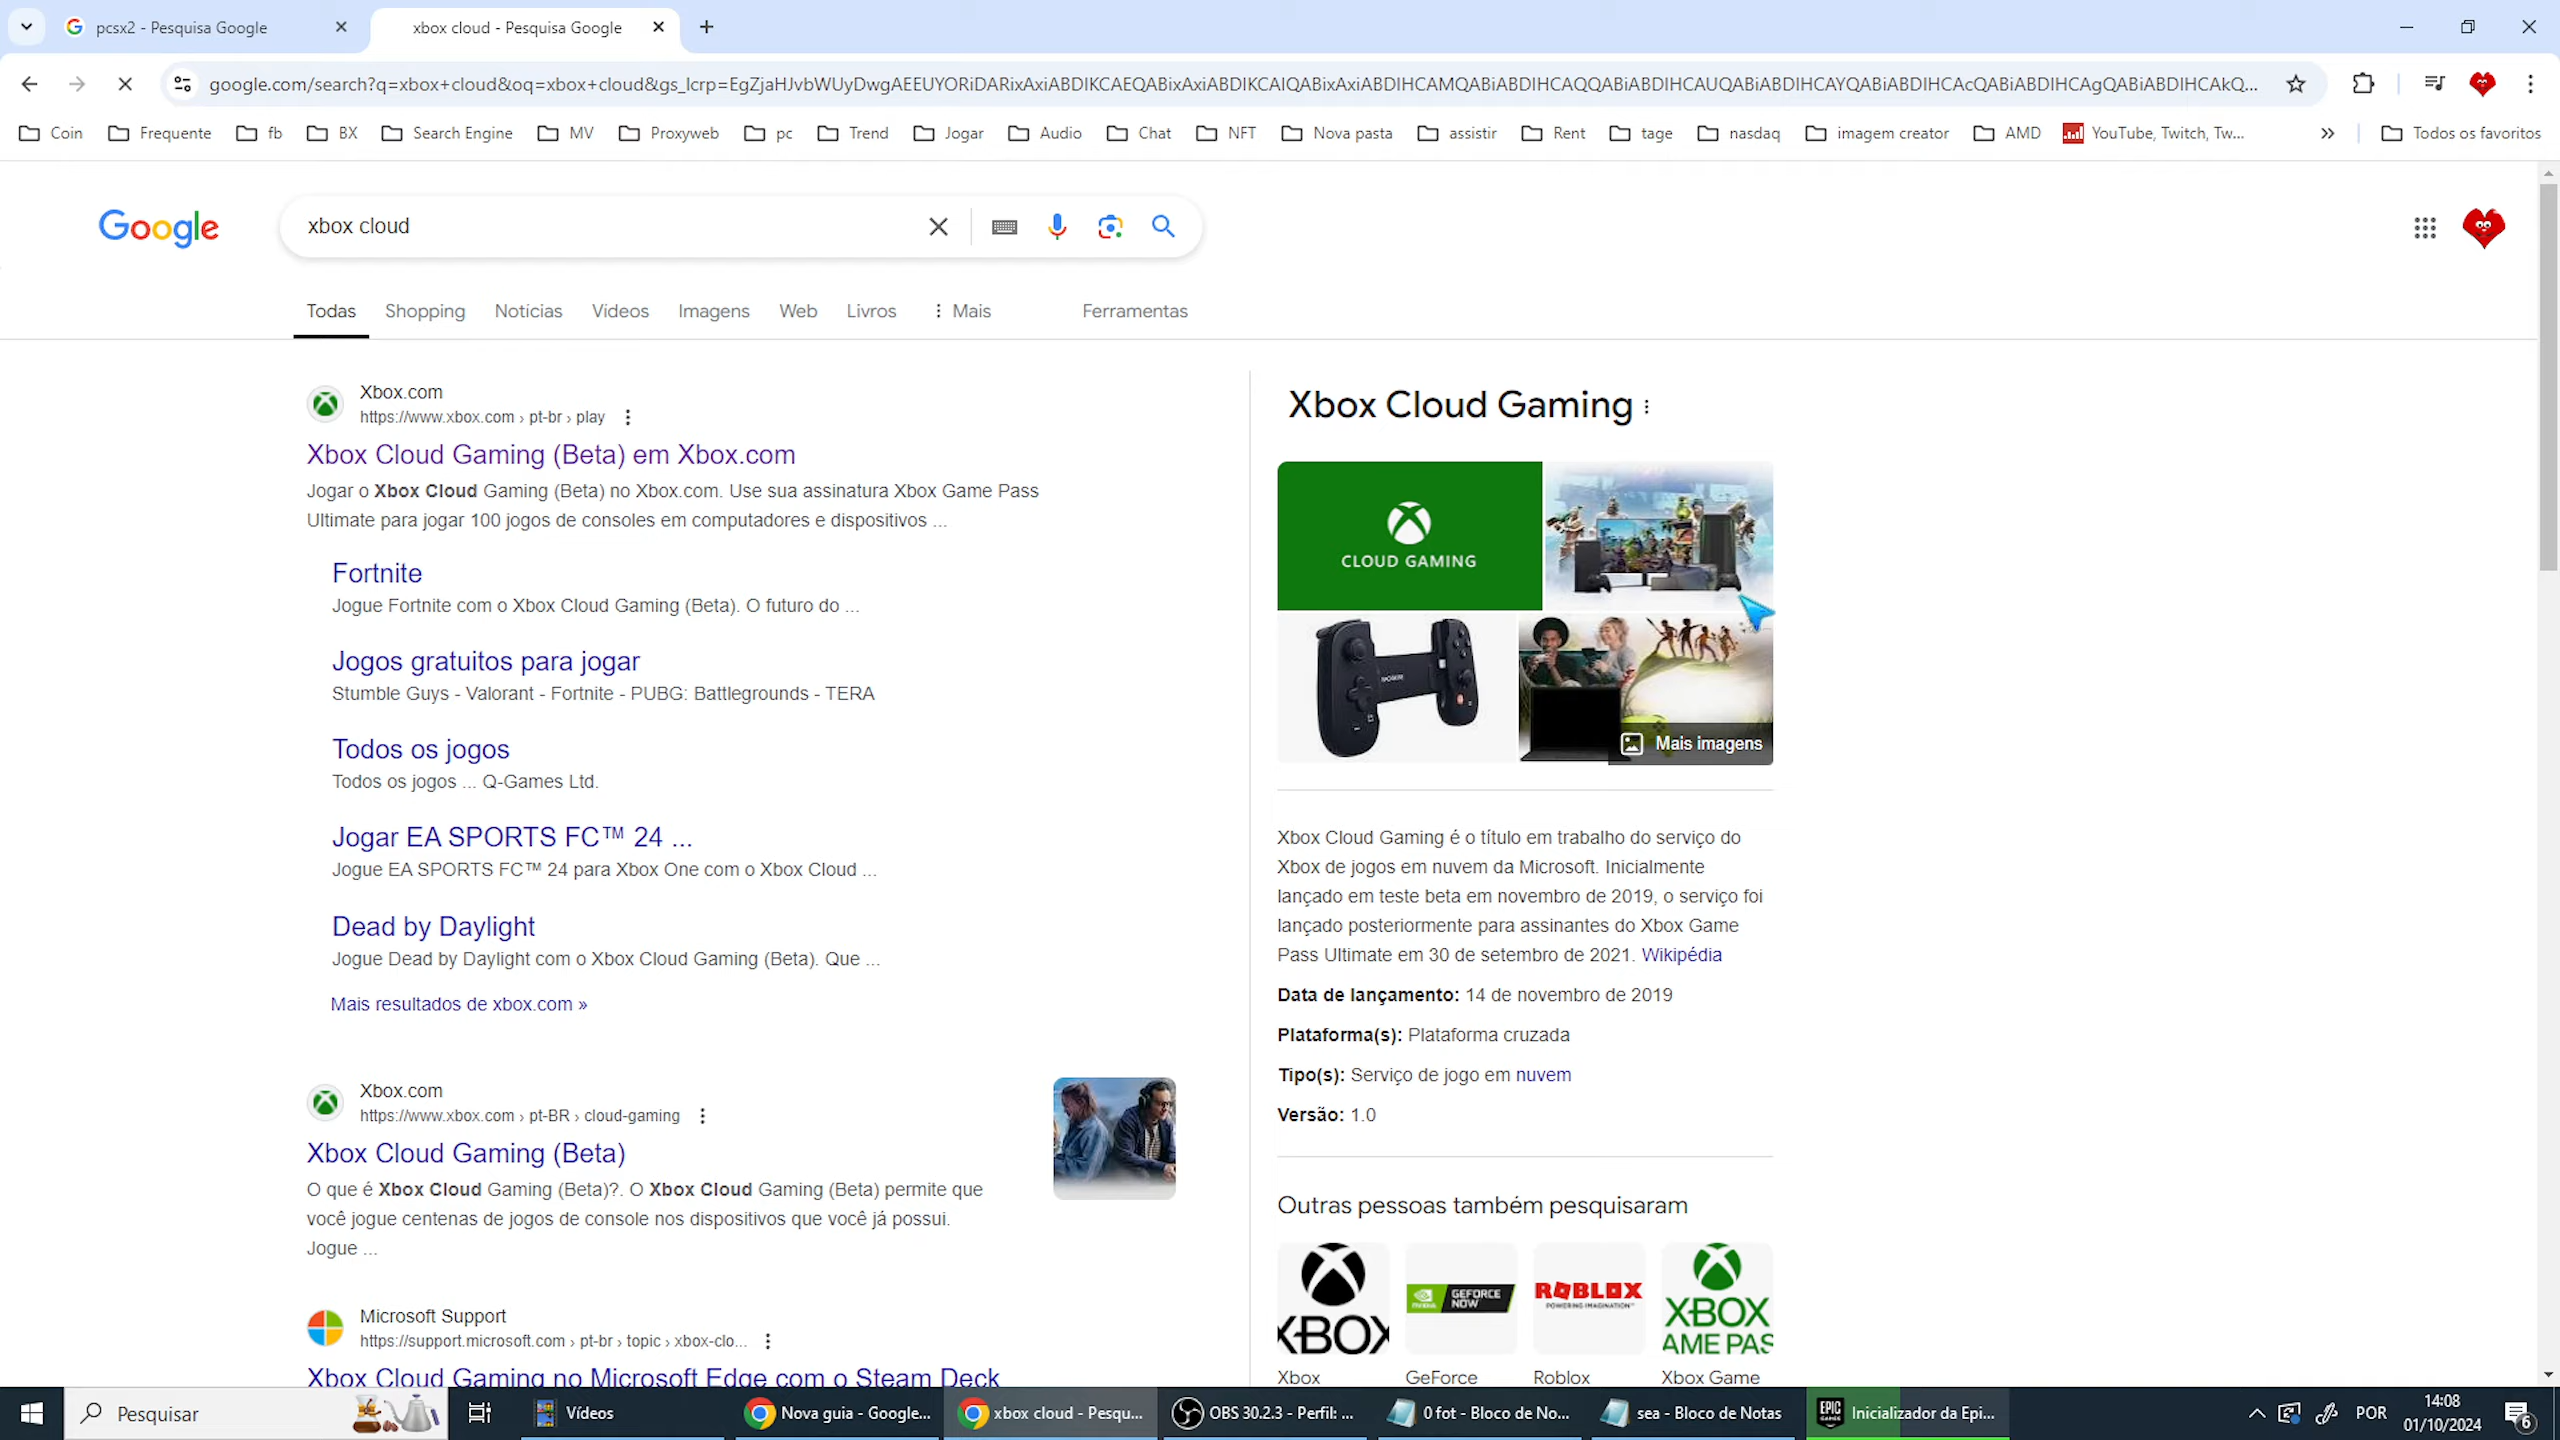 pcsx2 - Pesquisa Google
xbox cloud - Pesquisa Google
google.com/search?q=xbox+cloud&oq=xbox+cloud&gs_lcrp=EgZjaHJvbWUyDwgAEEUYORiDARixAxiABDIKCAEQABixAxiABDIKCAIQABixAxiABDIHCAMQABiABDIHCAQQABiABDIHCAUQABiABDIHCAYQABiABDIHCAcQABiABDIHCAgQABiABDIHCAkQ...
Coin Frequente fb BX Search Engine MV Proxyweb pc Trend Jogar Audio Chat NFT Nova pasta assistir Rent tage nasdaq imagem creator AMD YouTube, Twitch, Tw... » Todos os favoritos
Google
xbox cloud
Todas Shopping Notícias Vídeos Imagens Web Livros Mais Ferramentas
Xbox.com
https://www.xbox.com › pt-br › play
Xbox Cloud Gaming (Beta) em Xbox.com
Jogar o Xbox Cloud Gaming (Beta) no Xbox.com. Use sua assinatura Xbox Game Pass
Ultimate para jogar 100 jogos de consoles em computadores e dispositivos ...
Fortnite
Jogue Fortnite com o Xbox Cloud Gaming (Beta). O futuro do ...
Jogos gratuitos para jogar
Stumble Guys - Valorant - Fortnite - PUBG: Battlegrounds - TERA
Todos os jogos
Todos os jogos ... Q-Games Ltd.
Jogar EA SPORTS FC™ 24 ...
Jogue EA SPORTS FC™ 24 para Xbox One com o Xbox Cloud ...
Dead by Daylight
Jogue Dead by Daylight com o Xbox Cloud Gaming (Beta). Que ...
Mais resultados de xbox.com »
Xbox.com
https://www.xbox.com › pt-BR › cloud-gaming
Xbox Cloud Gaming (Beta)
O que é Xbox Cloud Gaming (Beta)?. O Xbox Cloud Gaming (Beta) permite que
você jogue centenas de jogos de console nos dispositivos que você já possui.
Jogue ...
Microsoft Support
https://support.microsoft.com › pt-br › topic › xbox-clo...
Xbox Cloud Gaming no Microsoft Edge com o Steam Deck
Xbox Cloud Gaming
CLOUD GAMING
Mais imagens
Xbox Cloud Gaming é o título em trabalho do serviço do
Xbox de jogos em nuvem da Microsoft. Inicialmente
lançado em teste beta em novembro de 2019, o serviço foi
lançado posteriormente para assinantes do Xbox Game
Pass Ultimate em 30 de setembro de 2021. Wikipédia
Data de lançamento: 14 de novembro de 2019
Plataforma(s): Plataforma cruzada
Tipo(s): Serviço de jogo em nuvem
Versão: 1.0
Outras pessoas também pesquisaram
XBOX
GEFORCE NOW
ROBLOX
XBOX
AME PAS
Xbox GeForce Roblox Xbox Game
Pesquisar Vídeos Nova guia - Google... xbox cloud - Pesqu... OBS 30.2.3 - Perfil: ... 0 fot - Bloco de No... sea - Bloco de Notas Inicializador da Epi... POR 14:08
01/10/2024
6